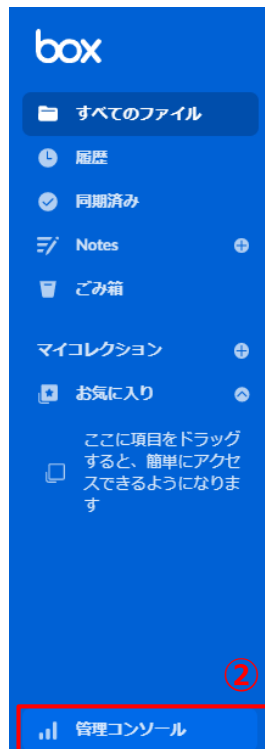 box
すべてのファイル
履歴
同期済み
Notes
ごみ箱
マイコレクション
お気に入り
ここに項目をドラッグ
すると、簡単にアクセ
スできるようになりま
す
②
管理コンソール